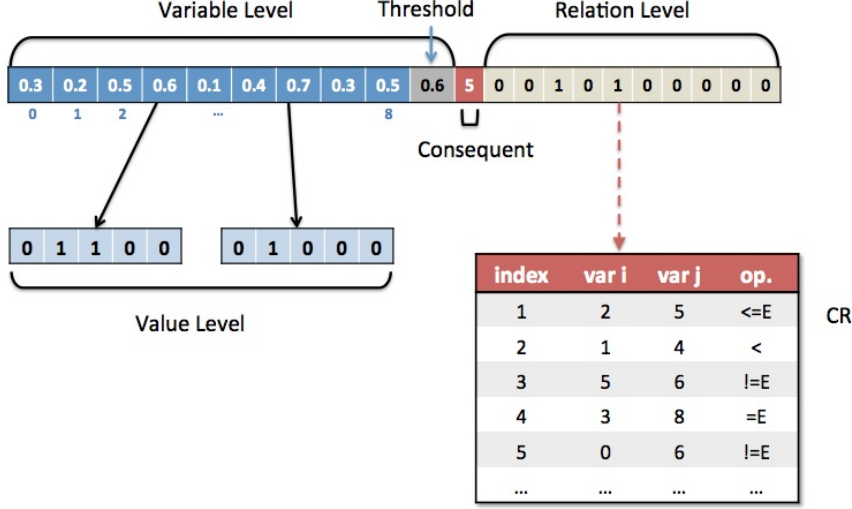 Variable Level Threshold Relation Level
0.3 0.2 0.5 0.6 0.1 0.4 0.7 0.3 0.5 0.6 5 0 0 1 0 1 0 0 0 0 0
0 1 2 ... 8
Consequent
0 1 1 0 0 0 1 0 0 0
Value Level
index var i var j op.
1 2 5 <=E
2 1 4 <
3 5 6 !=E
4 3 8 =E
5 0 6 !=E
... ... ... ...
CR